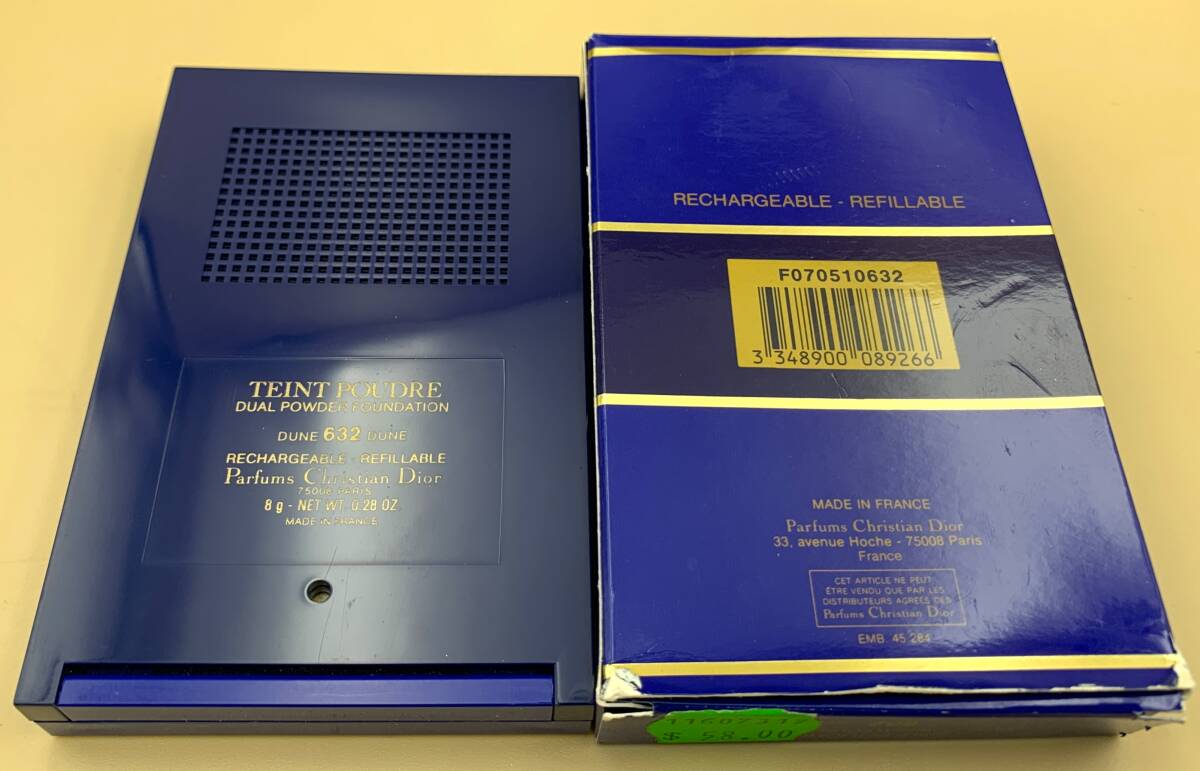 TEINT POUDRE
DUAL POWDER FOUNDATION
DUNE 632 DUNE
RECHARGEABLE - REFILLABLE
Parfums Christian Dior
75008 PARIS
8 g - NET WT. 0.28 OZ
MADE IN FRANCE
RECHARGEABLE - REFILLABLE
F070510632
3 348900 089266
MADE IN FRANCE
Parfums Christian Dior
33, avenue Hoche - 75008 Paris
France
CET ARTICLE NE PEUT
ÊTRE VENDU QUE PAR LES
DISTRIBUTEURS AGRÉÉS DES
Parfums Christian Dior
EMB. 45 284
$ 58.00